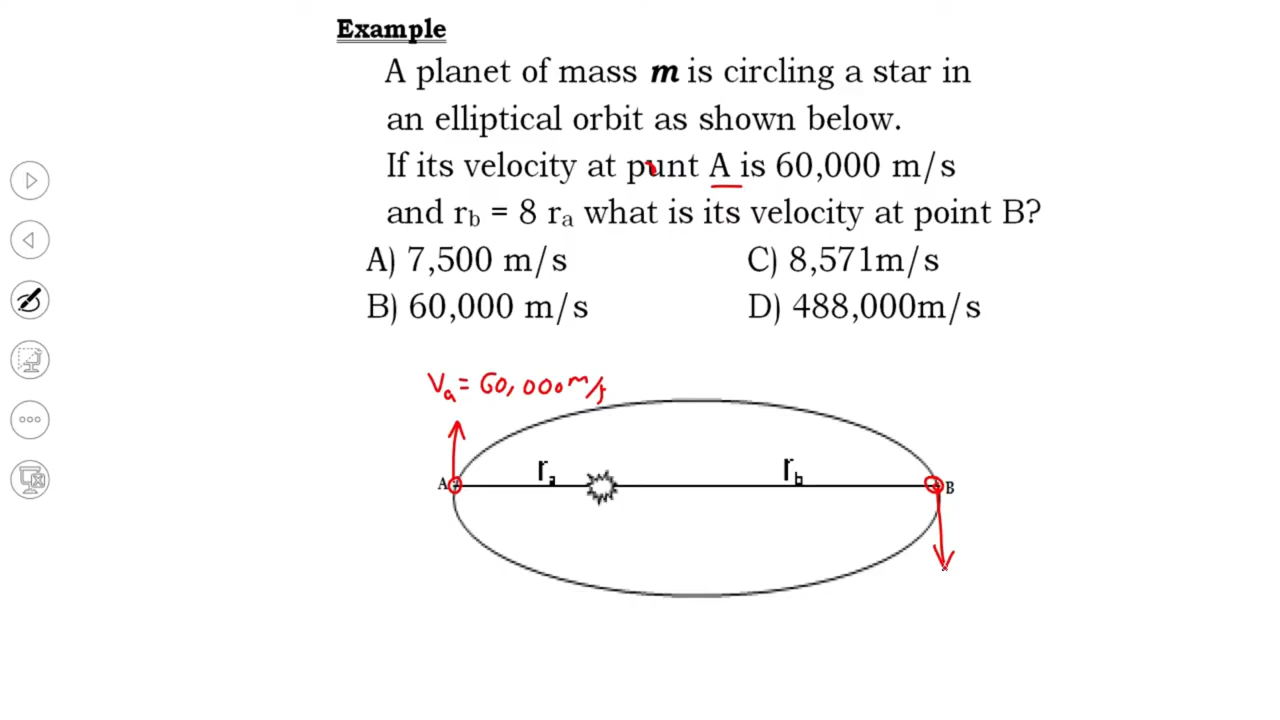 Example
A planet of mass m is circling a star in
an elliptical orbit as shown below.
If its velocity at punt A is 60,000 m/s
and rb = 8 ra what is its velocity at point B?
A) 7,500 m/s C) 8,571m/s
B) 60,000 m/s D) 488,000m/s
Va = 60,000 m/s
A ra rb B